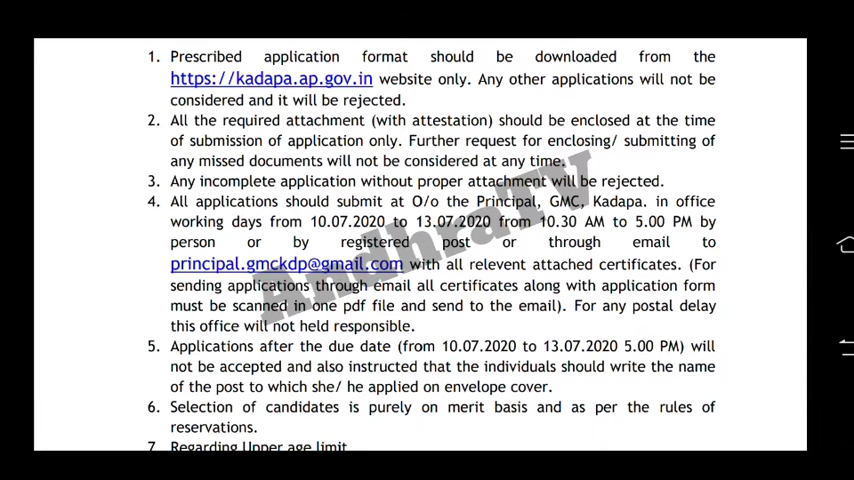 1. Prescribed application format should be downloaded from the
https://kadapa.ap.gov.in website only. Any other applications will not be
considered and it will be rejected.
2. All the required attachment (with attestation) should be enclosed at the time
of submission of application only. Further request for enclosing/ submitting of
any missed documents will not be considered at any time.
3. Any incomplete application without proper attachment will be rejected.
4. All applications should submit at O/o the Principal, GMC, Kadapa. in office
working days from 10.07.2020 to 13.07.2020 from 10.30 AM to 5.00 PM by
person or by registered post or through email to
principal.gmckdp@gmail.com with all relevent attached certificates. (For
sending applications through email all certificates along with application form
must be scanned in one pdf file and send to the email). For any postal delay
this office will not held responsible.
5. Applications after the due date (from 10.07.2020 to 13.07.2020 5.00 PM) will
not be accepted and also instructed that the individuals should write the name
of the post to which she/ he applied on envelope cover.
6. Selection of candidates is purely on merit basis and as per the rules of
reservations.
7. Regarding Upper age limit
AndhraTV